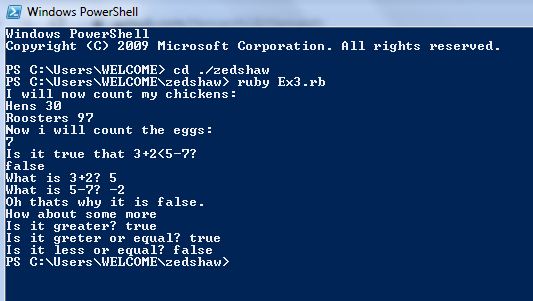 Windows PowerShell
Windows PowerShell
Copyright (C) 2009 Microsoft Corporation. All rights reserved.
PS C:\Users\WELCOME> cd ./zedshaw
PS C:\Users\WELCOME\zedshaw> ruby Ex3.rb
I will now count my chickens:
Hens 30
Roosters 97
Now i will count the eggs:
7
Is it true that 3+2<5-7?
false
What is 3+2? 5
What is 5-7? -2
Oh thats why it is false.
How about some more
Is it greater? true
Is it greter or equal? true
Is it less or equal? false
PS C:\Users\WELCOME\zedshaw>